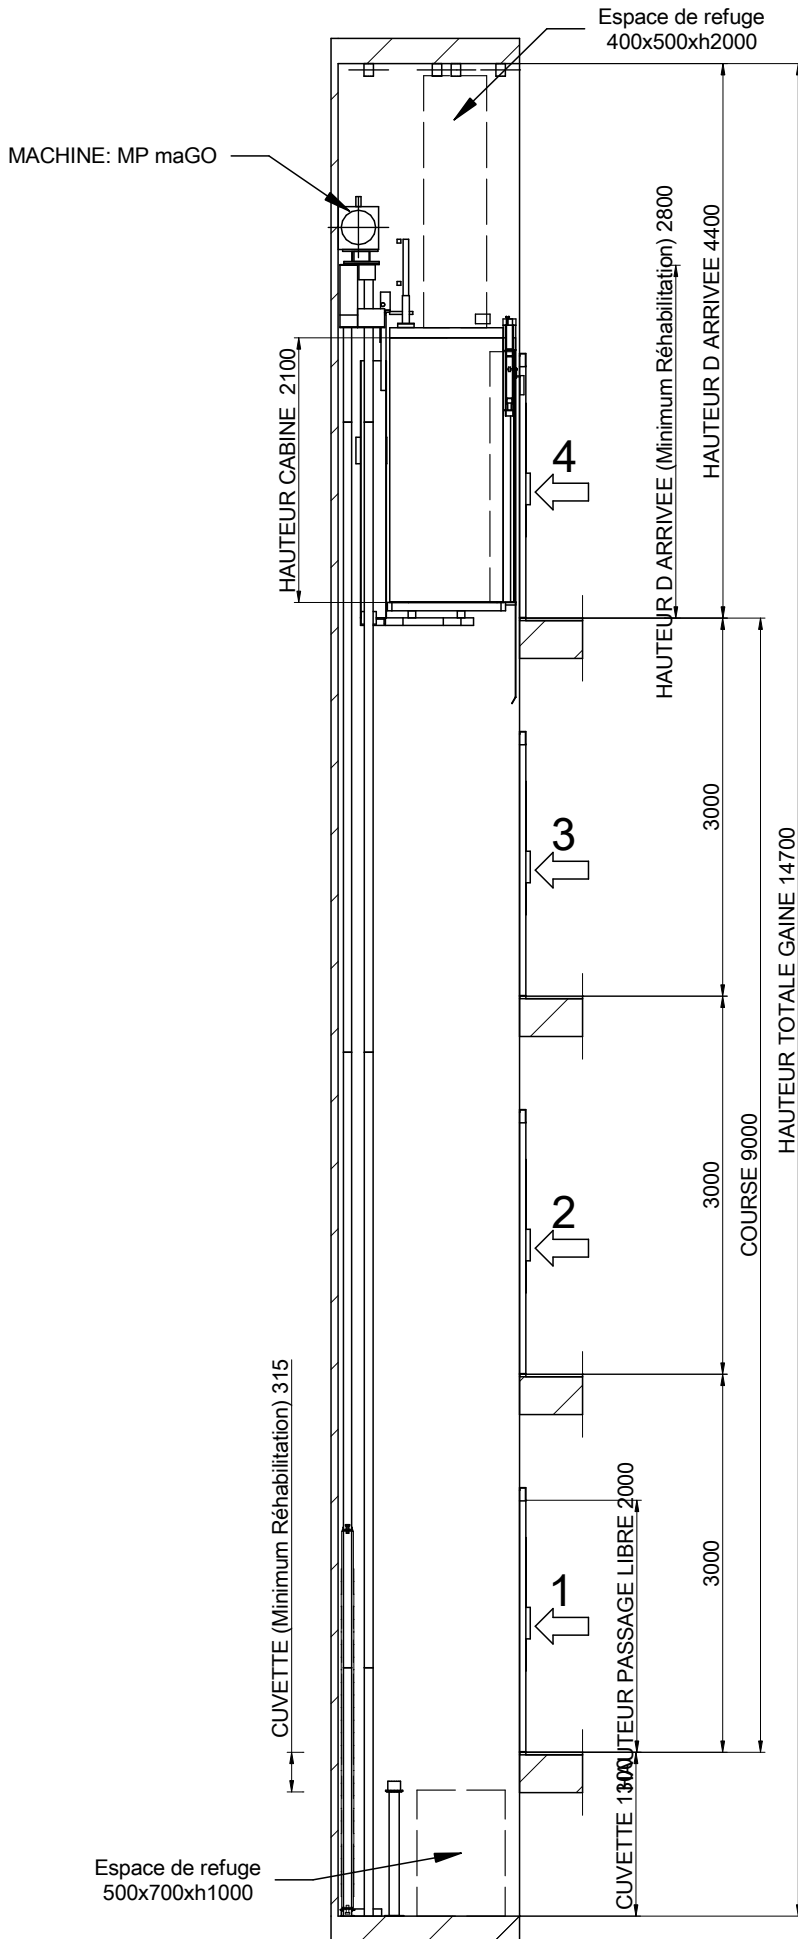 Espace de refuge
400x500xh2000
MACHINE: MP maGO
HAUTEUR D ARRIVEE (Minimum Réhabilitation) 2800
HAUTEUR D ARRIVEE 4400
HAUTEUR CABINE 2100
4
3
3000
HAUTEUR TOTALE GAINE 14700
2
3000
COURSE 9000
CUVETTE (Minimum Réhabilitation) 315
HAUTEUR PASSAGE LIBRE 2000
1
3000
CUVETTE 1300
Espace de refuge
500x700xh1000